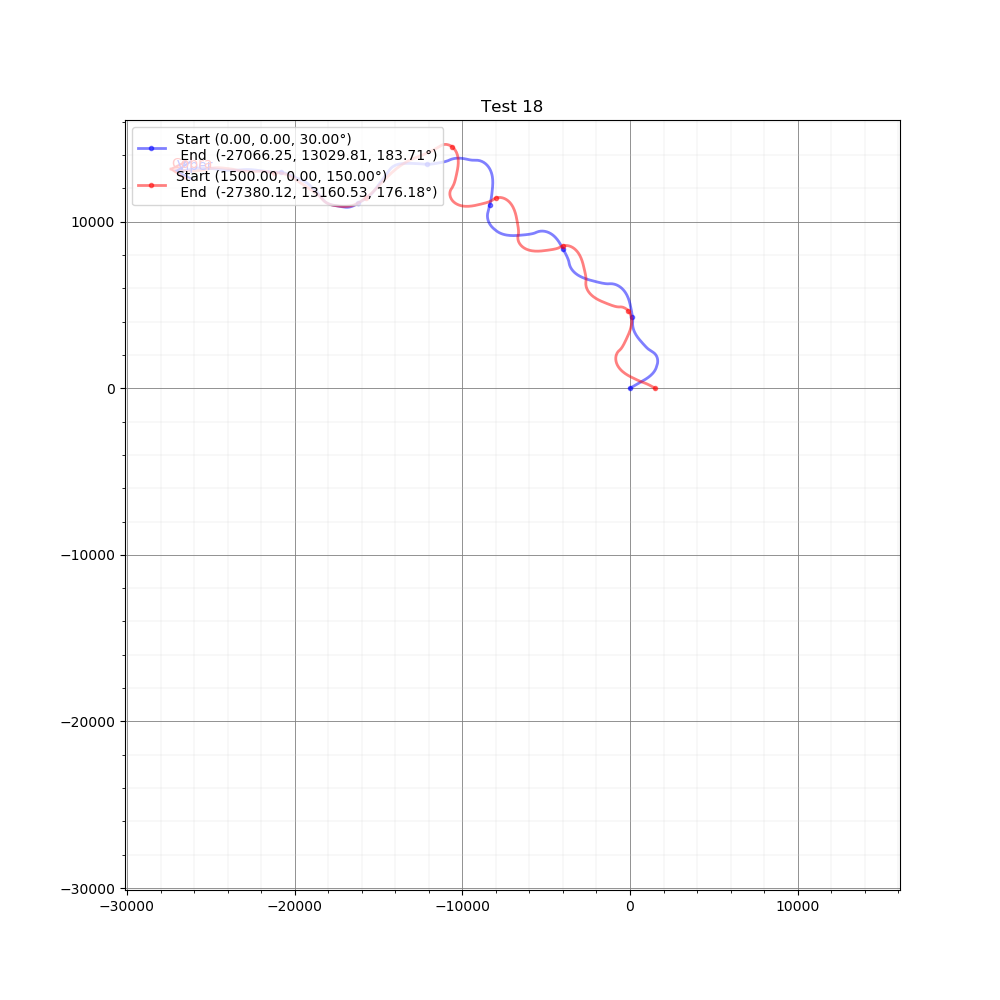 Test 18
Start (0.00, 0.00, 30.00°)
End (-27066.25, 13029.81, 183.71°)
Start (1500.00, 0.00, 150.00°)
End (-27380.12, 13160.53, 176.18°)
10000
0
−10000
−20000
−30000
−30000
−20000
−10000
0
10000